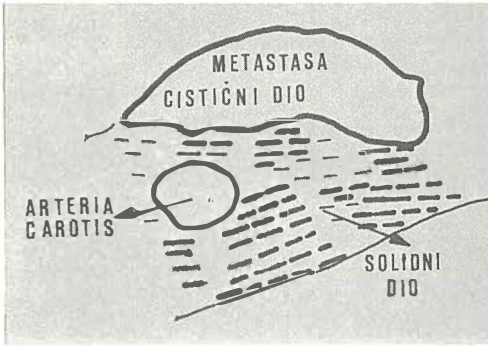 METASTASA
CISTIČNI DIO
ARTERIA
CAROTIS
SOLIDNI
DIO